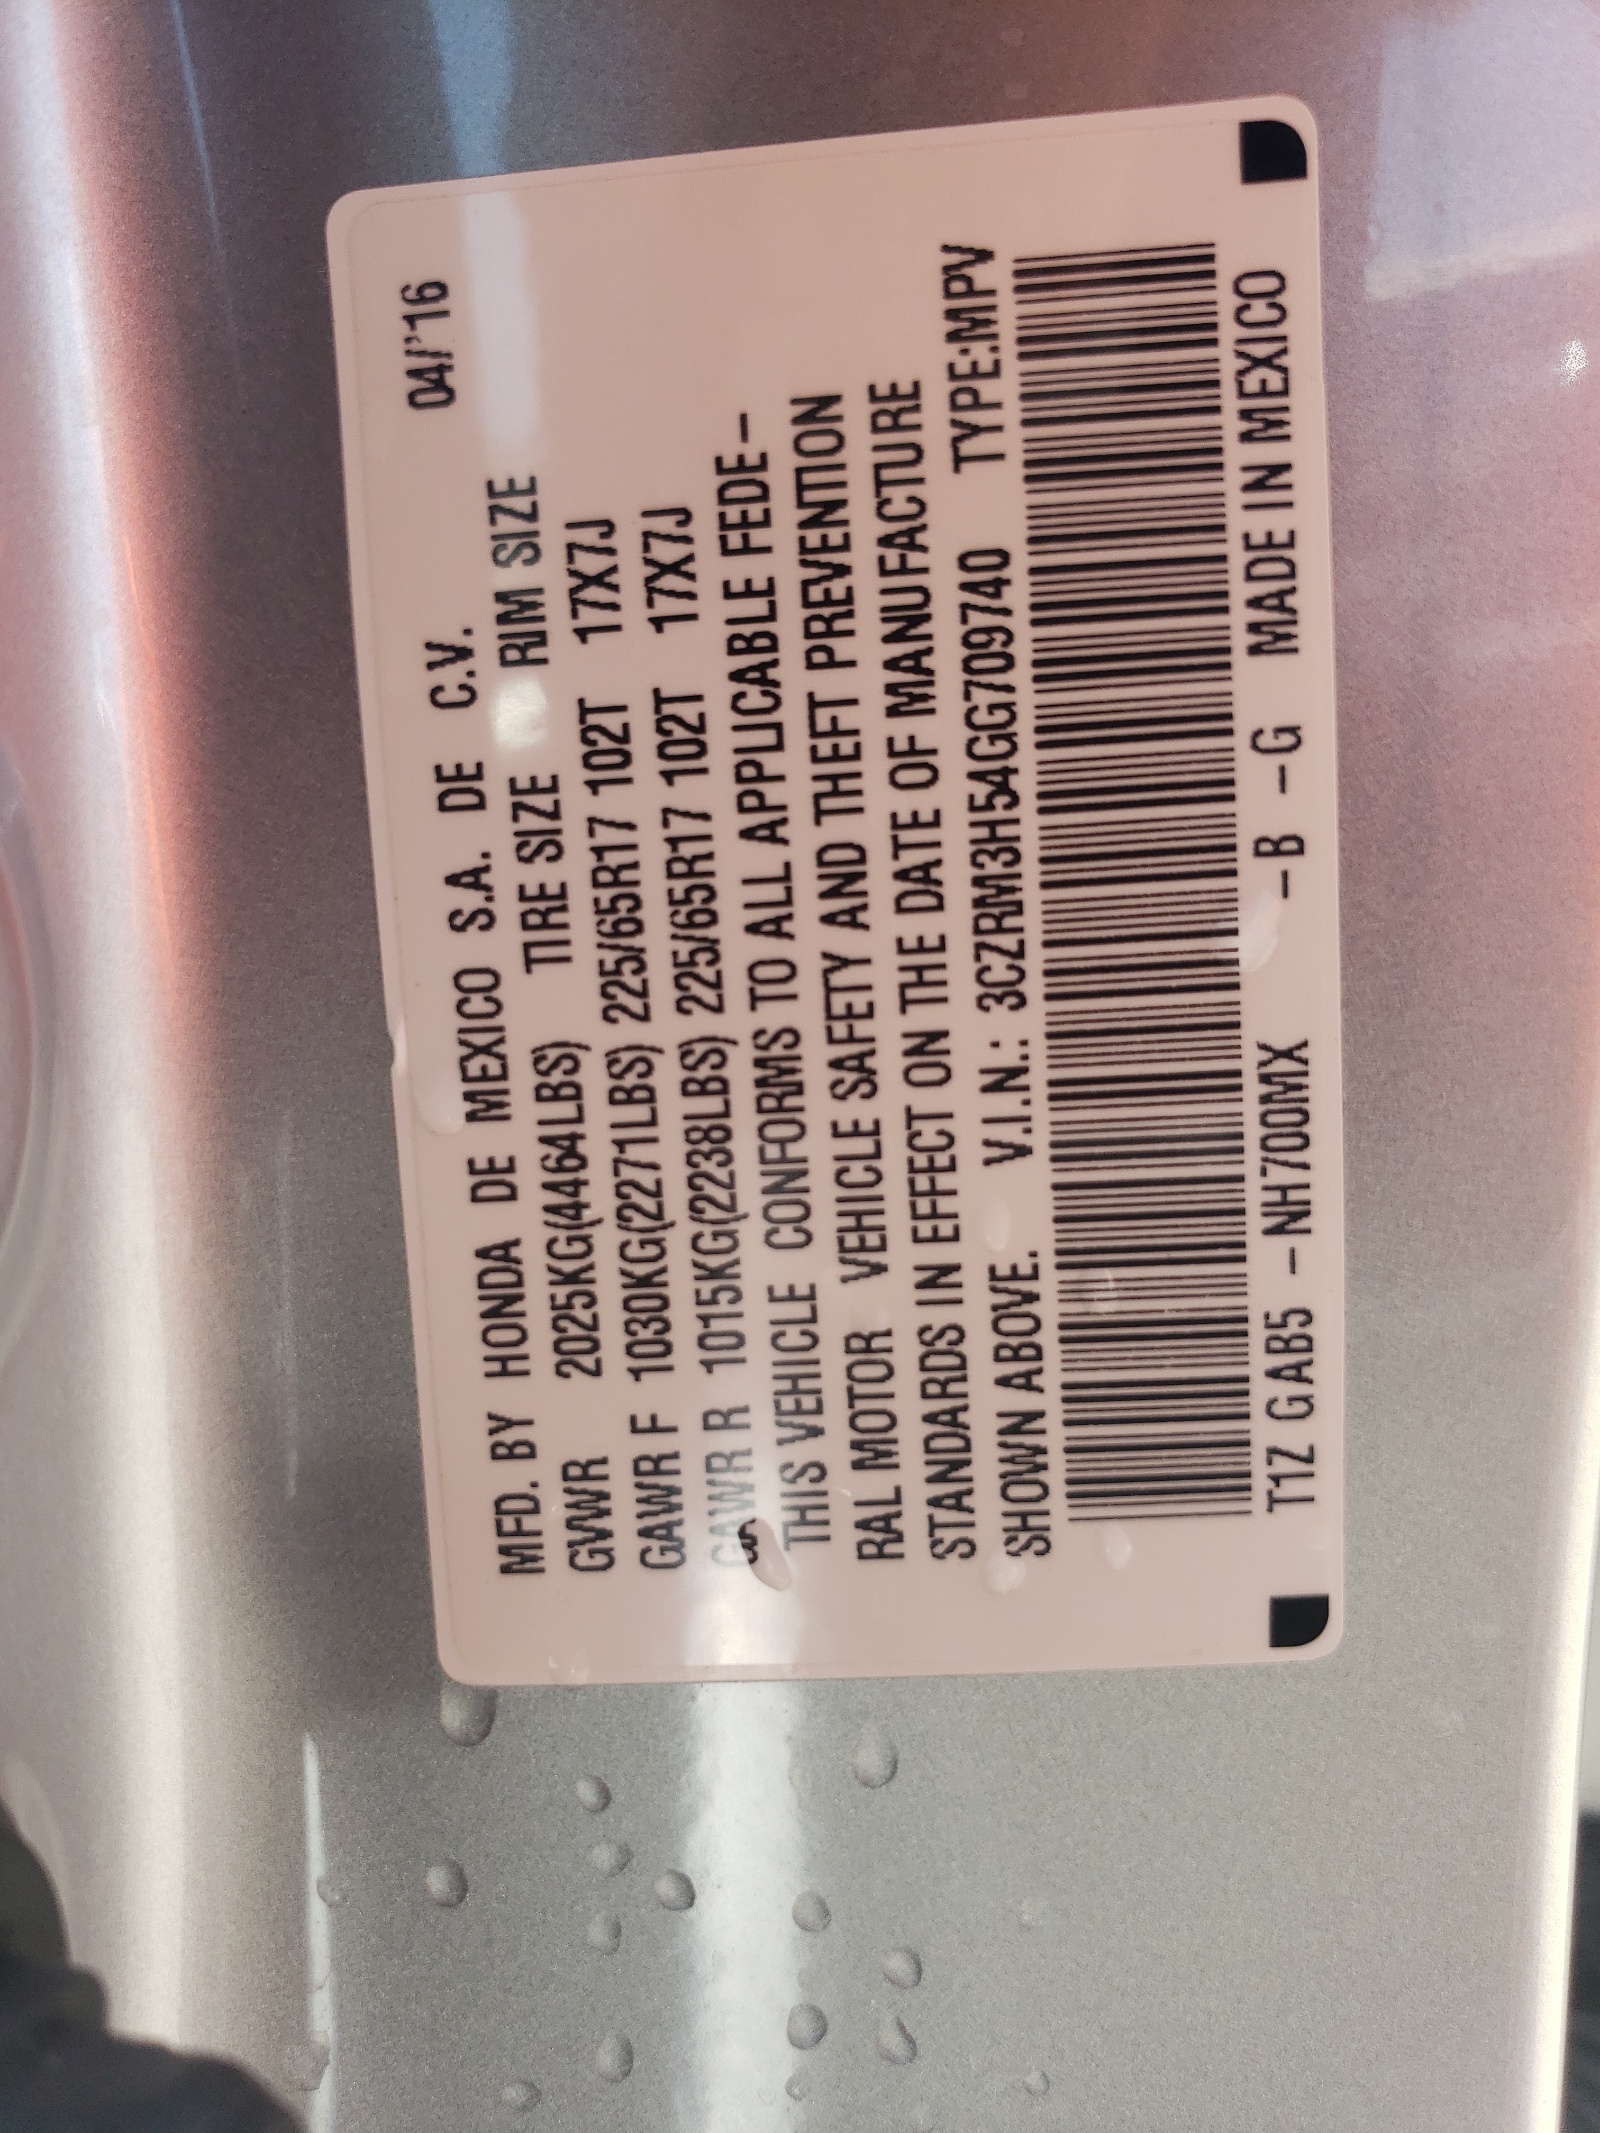 MFD. BY HONDA DE MEXICO S.A. DE C.V. 04/'16
GVWR 2025KG(4464LBS) TIRE SIZE RIM SIZE
GAWR F 1030KG(2271LBS) 225/65R17 102T 17X7J
GAWR R 1015KG(2238LBS) 225/65R17 102T 17X7J
THIS VEHICLE CONFORMS TO ALL APPLICABLE FEDE-
RAL MOTOR VEHICLE SAFETY AND THEFT PREVENTION
STANDARDS IN EFFECT ON THE DATE OF MANUFACTURE
SHOWN ABOVE. V.I.N.: 3CZRM3H54GG709740 TYPE:MPV
T1Z GAB5 -NH700MX -B -G MADE IN MEXICO